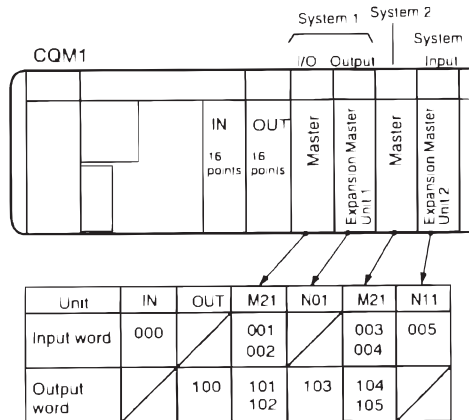 System 1
System 2
System
CQM1
I/O
Output
Input
IN
OUT
16 points
16 points
Master
Expansion Master Unit 1
Master
Expansion Master Unit 2
Unit IN OUT M21 N01 M21 N11
Input word 000 001 002 003 004 005
Output word 100 101 102 103 104 105